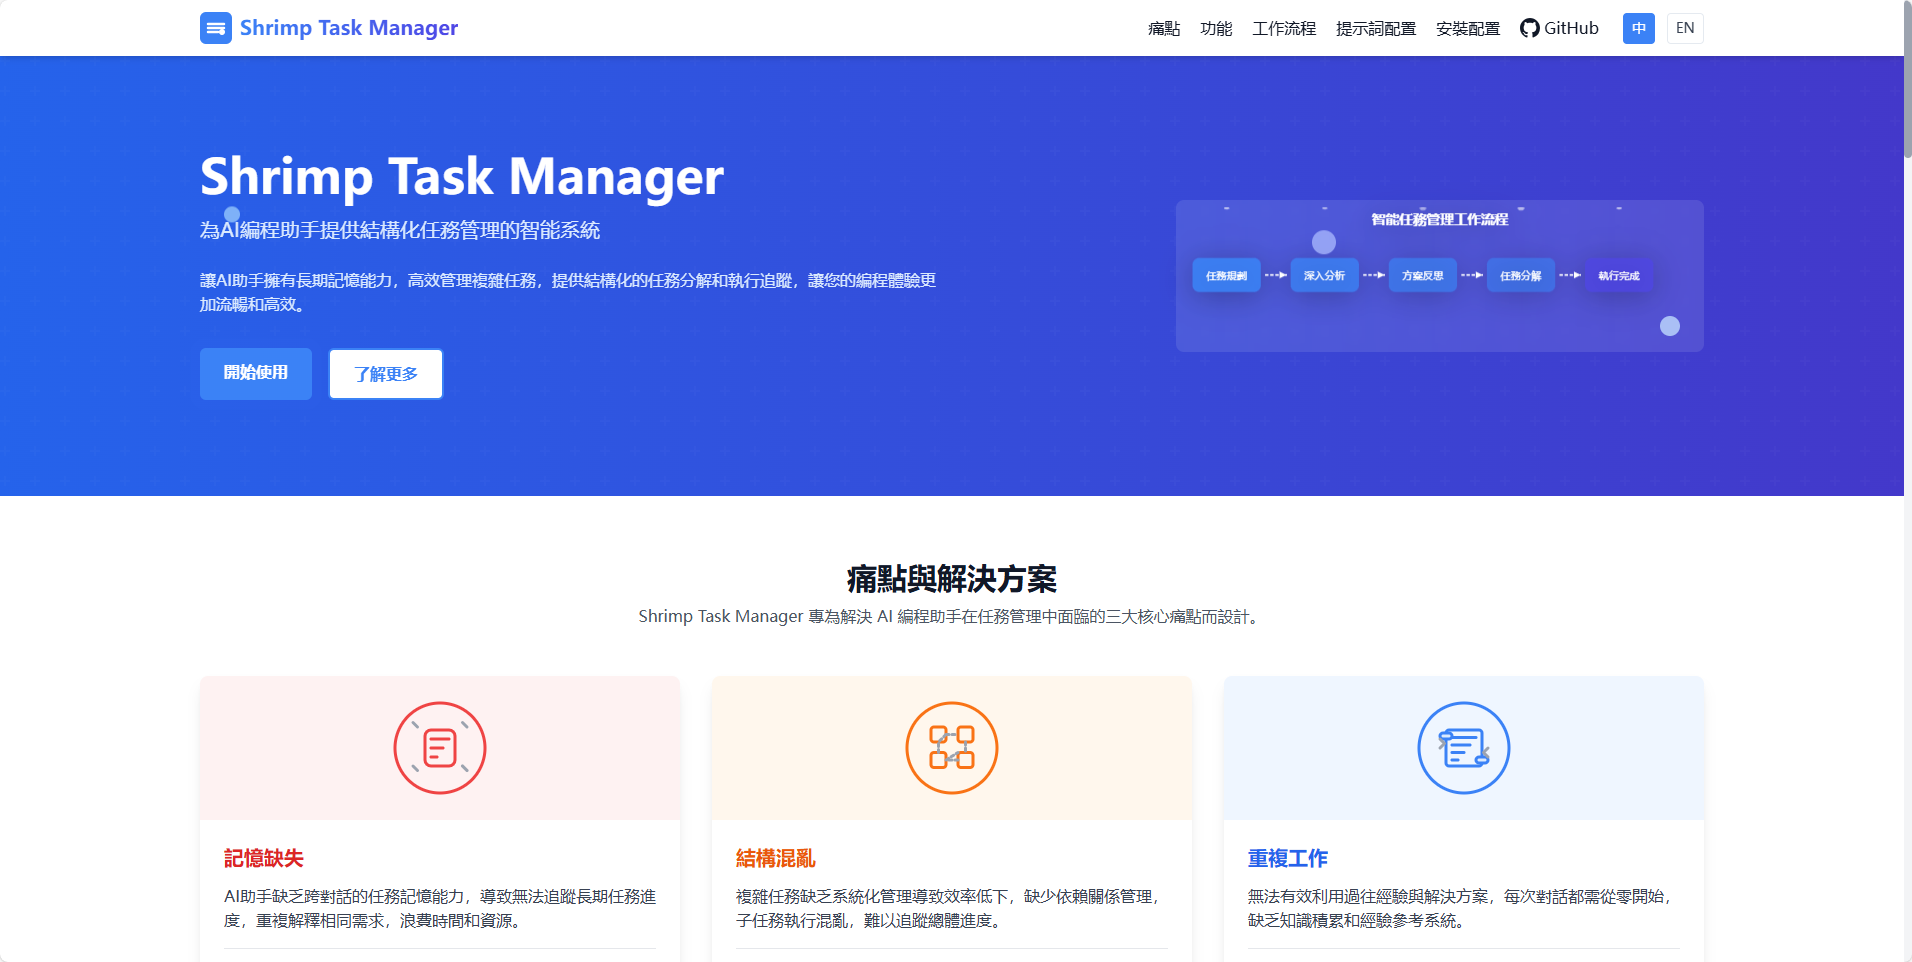 Shrimp Task Manager
痛點
功能
工作流程
提示詞配置
安裝配置
GitHub
中
EN
Shrimp Task Manager
為AI編程助手提供結構化任務管理的智能系統
讓AI助手擁有長期記憶能力，高效管理複雜任務，提供結構化的任務分解和執行追蹤，讓您的編程體驗更
加流暢和高效。
開始使用
了解更多
智能任務管理工作流程
任務規劃
深入分析
方案反思
任務分解
執行完成
痛點與解決方案
Shrimp Task Manager 專為解決 AI 編程助手在任務管理中面臨的三大核心痛點而設計。
記憶缺失
AI助手缺乏跨對話的任務記憶能力，導致無法追蹤長期任務進
度，重複解釋相同需求，浪費時間和資源。
結構混亂
複雜任務缺乏系統化管理導致效率低下，缺少依賴關係管理，
子任務執行混亂，難以追蹤總體進度。
重複工作
無法有效利用過往經驗與解決方案，每次對話都需從零開始，
缺乏知識積累和經驗參考系統。